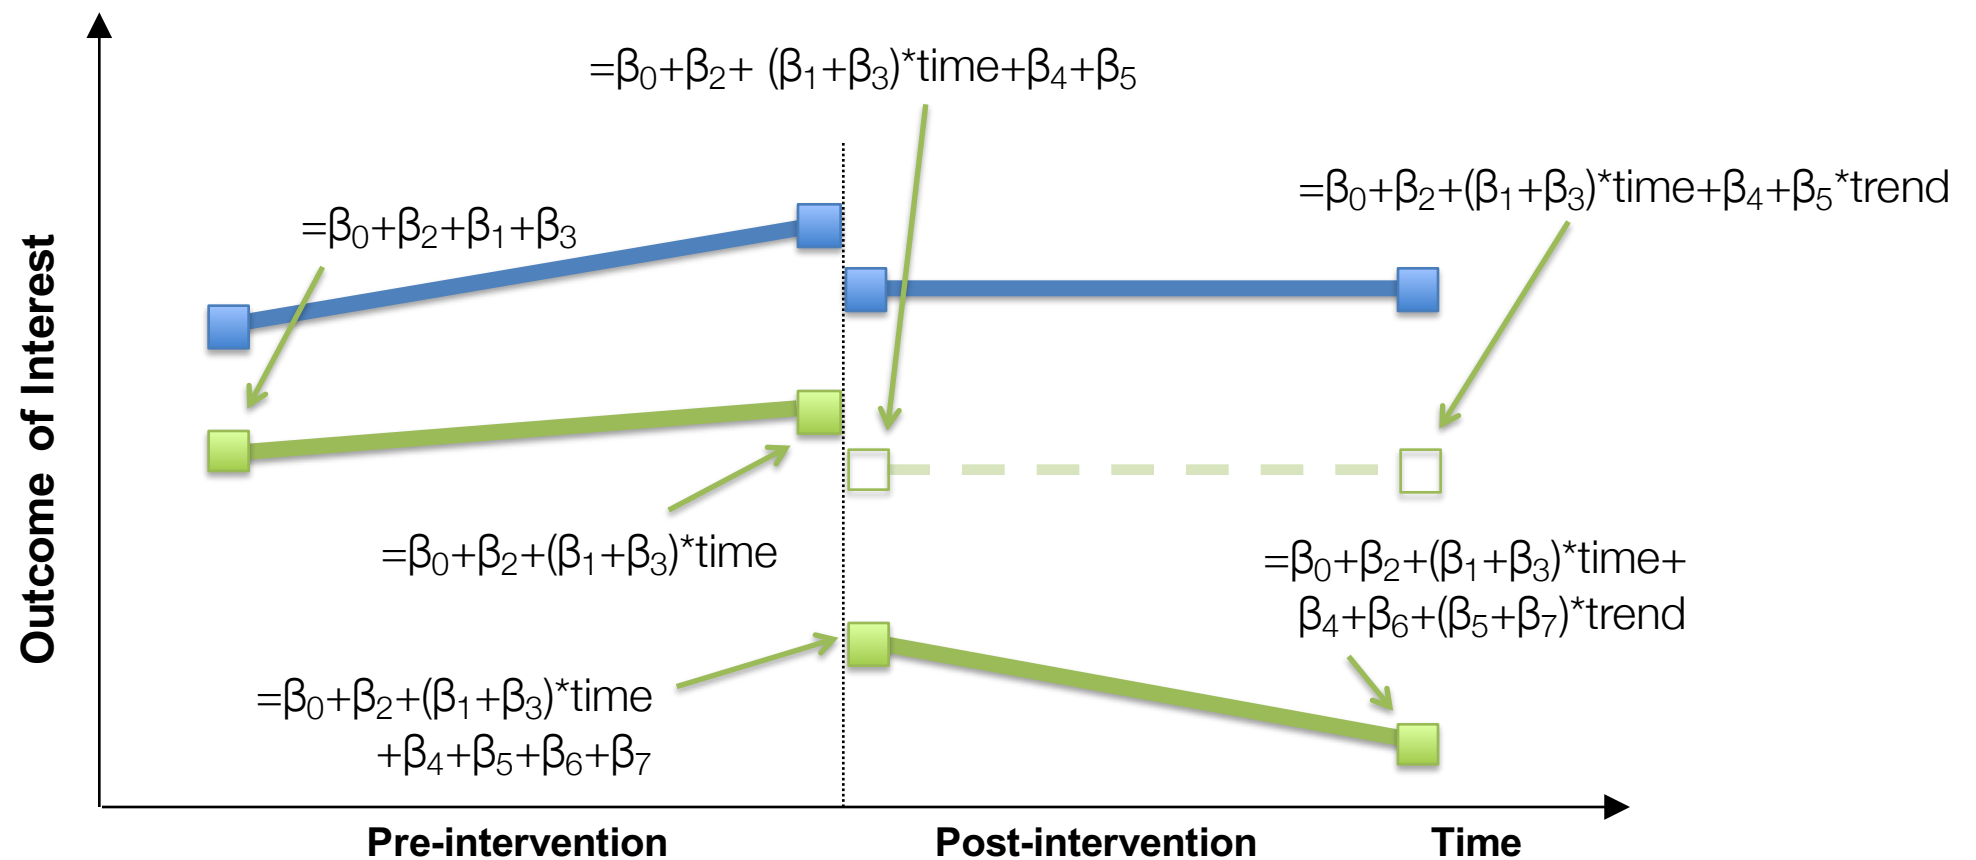 =β₀+β₂+ (β₁+β₃)*time+β₄+β₅
=β₀+β₂+(β₁+β₃)*time+β₄+β₅*trend
=β₀+β₂+β₁+β₃
Outcome of Interest
=β₀+β₂+(β₁+β₃)*time
=β₀+β₂+(β₁+β₃)*time+
β₄+β₆+(β₅+β₇)*trend
=β₀+β₂+(β₁+β₃)*time
+β₄+β₅+β₆+β₇
Pre-intervention
Post-intervention
Time